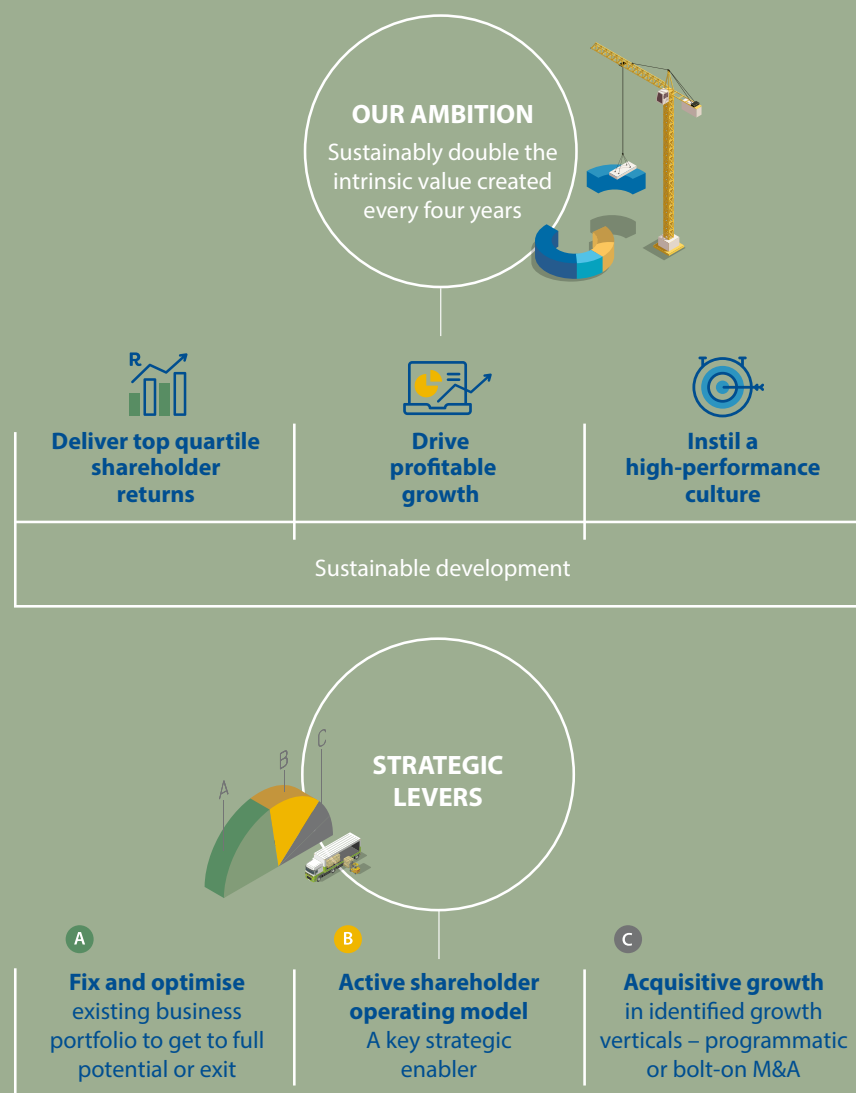 OUR AMBITION
Sustainably double the
intrinsic value created
every four years
R
Deliver top quartile
shareholder
returns
Drive
profitable
growth
Instil a
high-performance
culture
Sustainable development
A
B
C
STRATEGIC
LEVERS
A
Fix and optimise
existing business
portfolio to get to full
potential or exit
B
Active shareholder
operating model
A key strategic
enabler
C
Acquisitive growth
in identified growth
verticals – programmatic
or bolt-on M&A